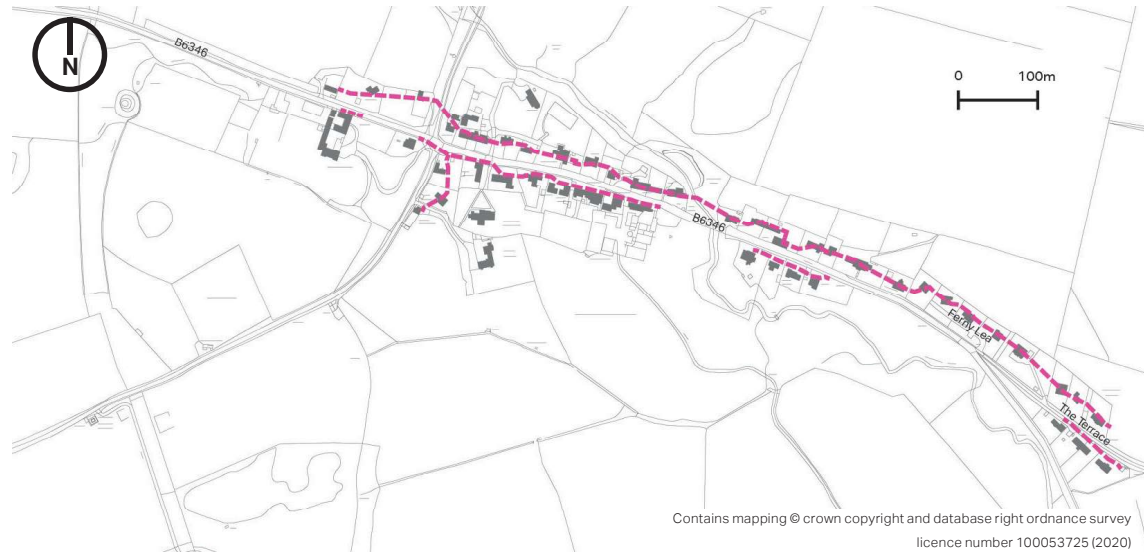 N
B6346
0 100m
B6346
Ferny Lea
The Terrace
Contains mapping © crown copyright and database right ordnance survey
licence number 100053725 (2020)